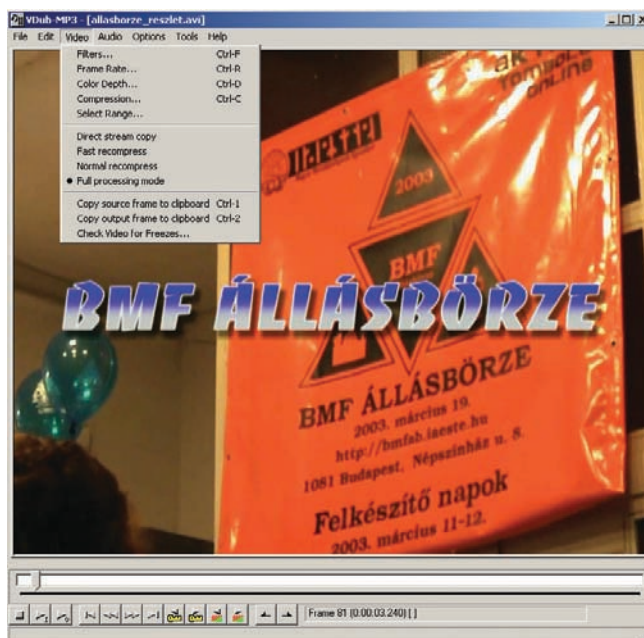 VDub-MP3 - [allasborze_reszlet.avi]
File Edit Video Audio Options Tools Help
Filters... Ctrl-F
Frame Rate... Ctrl-R
Color Depth... Ctrl-D
Compression... Ctrl-C
Select Range...
Direct stream copy
Fast recompress
Normal recompress
Full processing mode
Copy source frame to clipboard Ctrl-1
Copy output frame to clipboard Ctrl-2
Check Video for Freezes...
TOMBOLA
ONLINE
2003
BMF
BMF ÁLLÁSBÖRZE
BMF ÁLLÁSBÖRZE
2003. március 19.
http://bmfab.iaeste.hu
1081 Budapest, Népszínház u. 8.
Felkészítő napok
2003. március 11-12.
Frame 81 (0:00:03.240) [ ]